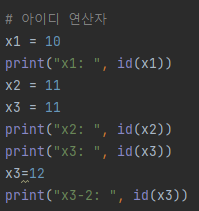 # 아이디 연산자
x1 = 10
print("x1: ", id(x1))
x2 = 11
x3 = 11
print("x2: ", id(x2))
print("x3: ", id(x3))
x3=12
print("x3-2: ", id(x3))